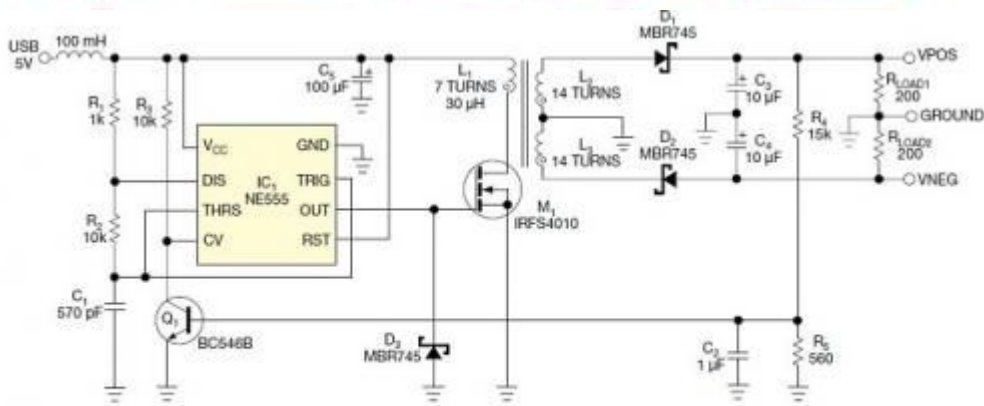 USB
5V
100 mH
R1
1k
R3
10k
C5
100 µF
L1
7 TURNS
30 µH
L2
14 TURNS
L3
14 TURNS
D1
MBR745
D2
MBR745
C3
10 µF
C4
10 µF
R4
15k
RLOAD1
200
RLOAD2
200
VPOS
GROUND
VNEG
VCC
GND
DIS
TRIG
IC1
NE555
THRS
OUT
CV
RST
M1
IRFS4010
R2
10k
C1
570 pF
Q1
BC546B
D3
MBR745
C2
1 µF
R5
560